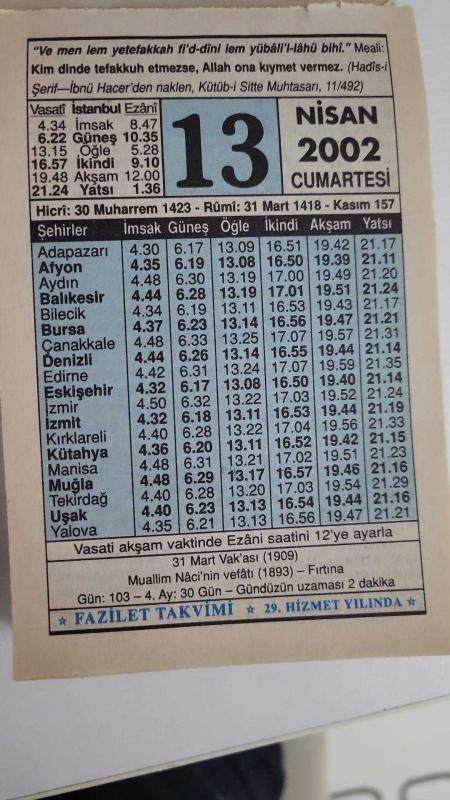 "Ve men lem yetefakkah fi'd-dîni lem yübâli'l-lâhü bihî." Meali:
Kim dinde tefakkuh etmezse, Allah ona kıymet vermez. (Hadîs-i
Şerif—İbnü Hacer'den naklen, Kütüb-i Sitte Muhtasarı, 11/492)
Vasatî İstanbul Ezânî
4.34 İmsak 8.47
6.22 Güneş 10.35
13.15 Öğle 5.28
16.57 İkindi 9.10
19.48 Akşam 12.00
21.24 Yatsı 1.36
13
NİSAN
2002
CUMARTESİ
Hicrî: 30 Muharrem 1423 - Rûmî: 31 Mart 1418 - Kasım 157
Şehirler İmsak Güneş Öğle İkindi Akşam Yatsı
Adapazarı 4.30 6.17 13.09 16.51 19.42 21.17
Afyon 4.35 6.19 13.08 16.50 19.39 21.11
Aydın 4.48 6.30 13.19 17.00 19.49 21.20
Balıkesir 4.44 6.28 13.19 17.01 19.51 21.24
Bilecik 4.34 6.19 13.11 16.53 19.43 21.17
Bursa 4.37 6.23 13.14 16.56 19.47 21.21
Çanakkale 4.48 6.33 13.25 17.07 19.57 21.31
Denizli 4.44 6.26 13.14 16.55 19.44 21.14
Edirne 4.42 6.31 13.24 17.07 19.59 21.35
Eskişehir 4.32 6.17 13.08 16.50 19.40 21.14
İzmir 4.50 6.32 13.22 17.03 19.52 21.24
İzmit 4.32 6.18 13.11 16.53 19.44 21.19
Kırklareli 4.40 6.28 13.22 17.04 19.56 21.33
Kütahya 4.36 6.20 13.11 16.52 19.42 21.15
Manisa 4.48 6.31 13.21 17.02 19.51 21.23
Muğla 4.48 6.29 13.17 16.57 19.46 21.16
Tekirdağ 4.40 6.28 13.20 17.03 19.54 21.29
Uşak 4.40 6.23 13.13 16.54 19.44 21.16
Yalova 4.35 6.21 13.13 16.56 19.47 21.21
Vasati akşam vaktinde Ezâni saatini 12'ye ayarla
31 Mart Vak'ası (1909)
Muallim Nâci'nin vefâtı (1893) – Fırtına
Gün: 103 – 4. Ay: 30 Gün – Gündüzün uzaması 2 dakika
FAZİLET TAKVİMİ 29. HİZMET YILINDA